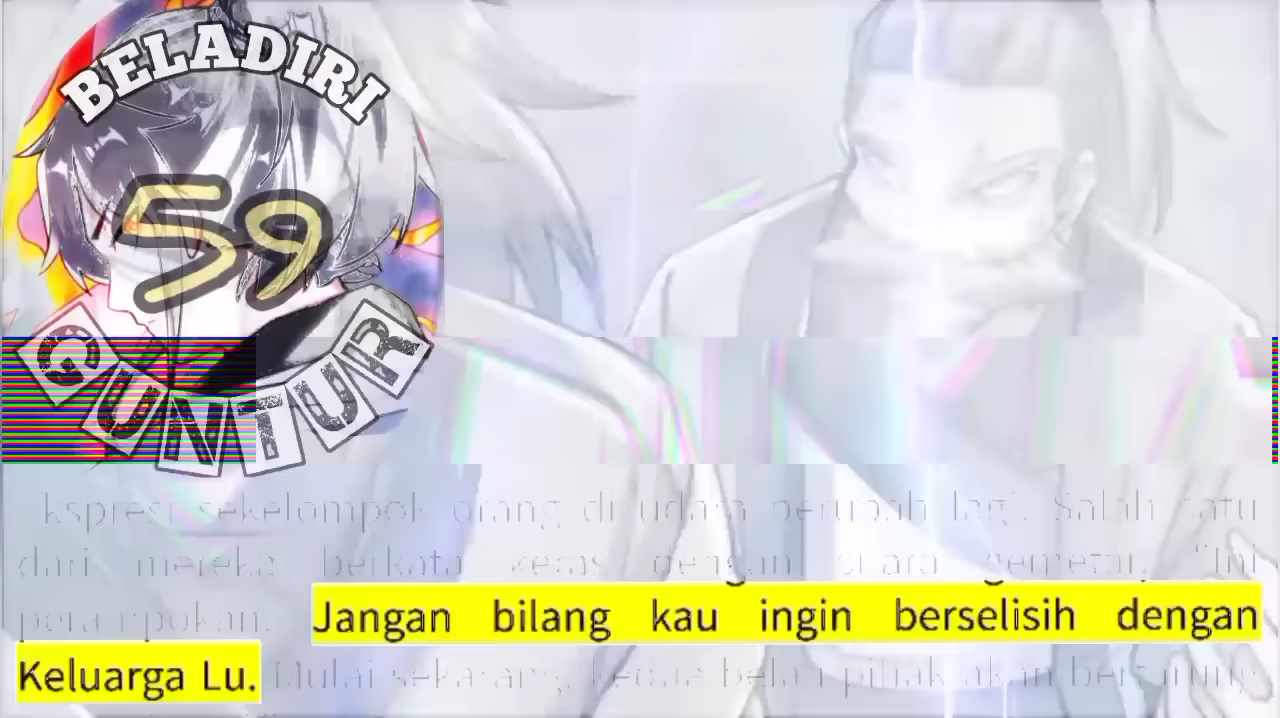 BELADIRI
59
GUNTUR
kspresi sekelompok orang di udara berubah lagi. Salah satu
dari mereka berkata keras dengan suara gemetar, "Ini
perampokan. Jangan bilang kau ingin berselisih dengan
Keluarga Lu. Mulai sekarang, kedua belah pihak akan